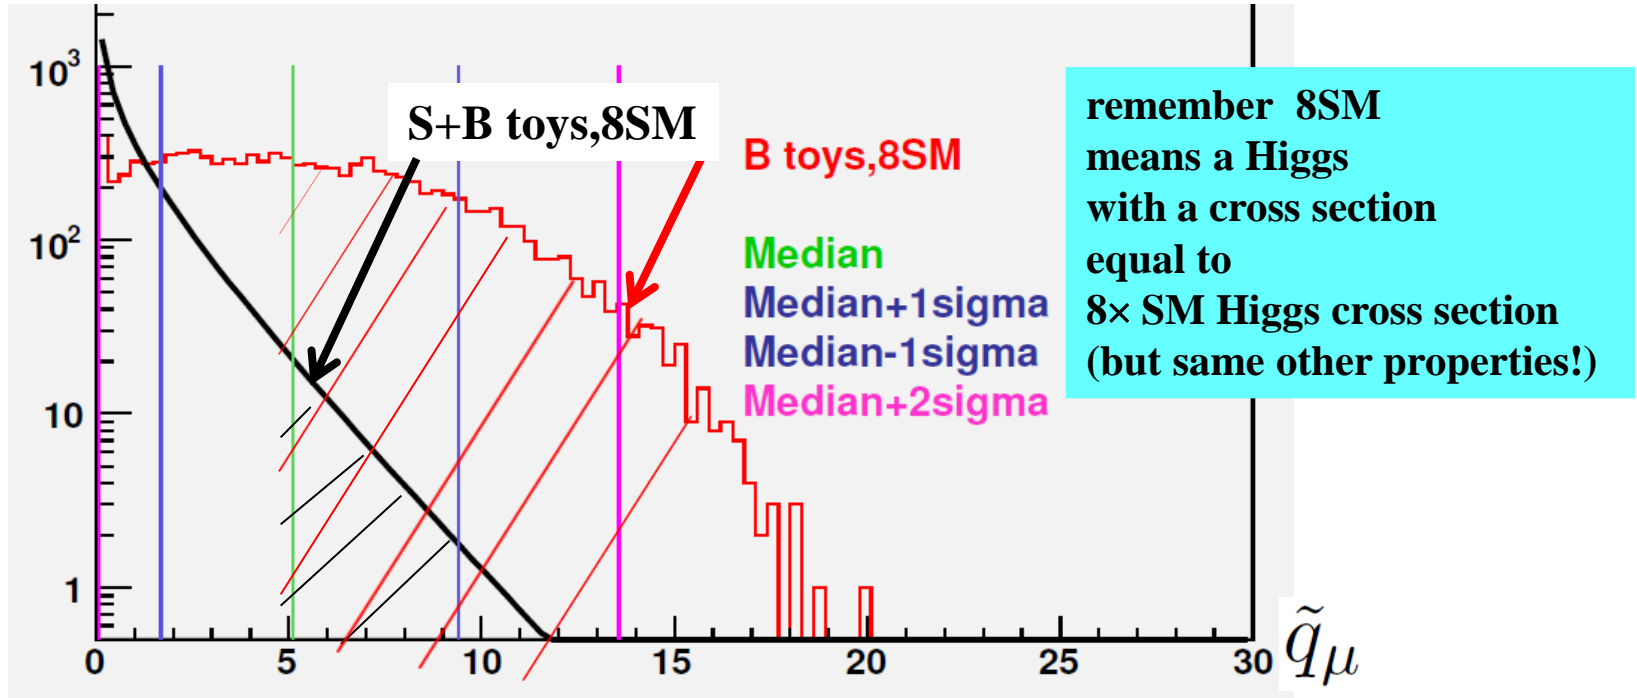 10³
10²
10
1
0 5 10 15 20 25 30
q̃μ
S+B toys,8SM
B toys,8SM
Median
Median+1sigma
Median-1sigma
Median+2sigma
remember 8SM
means a Higgs
with a cross section
equal to
8× SM Higgs cross section
(but same other properties!)